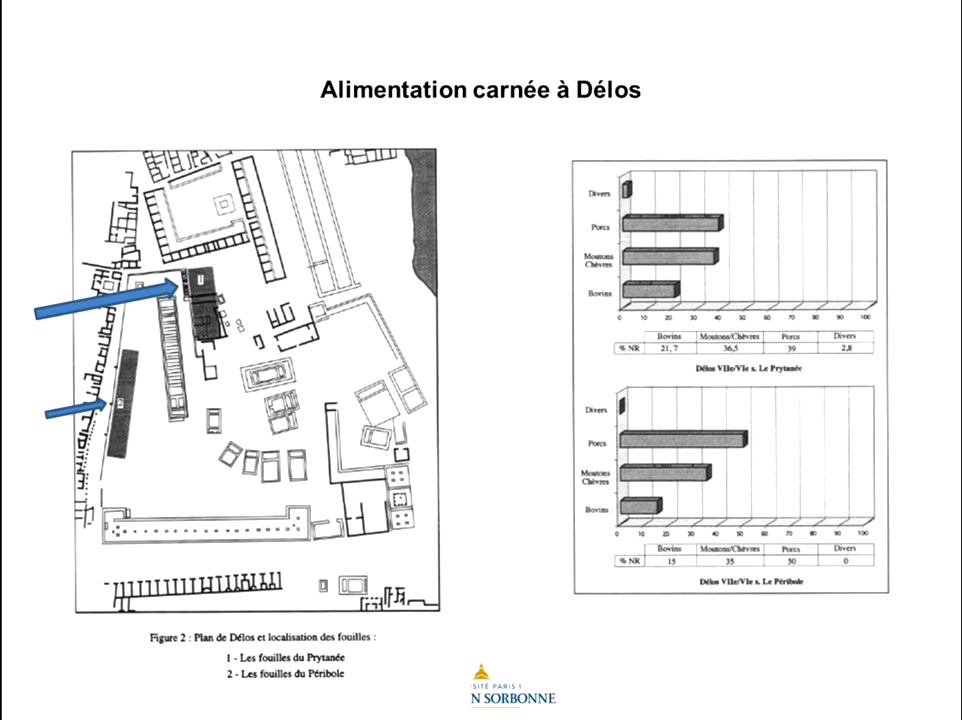 Alimentation carnée à Délos
1
2
Figure 2 : Plan de Délos et localisation des fouilles :
1 - Les fouilles du Prytanée
2 - Les fouilles du Péribole
Divers
Porcs
Moutons
Chèvres
Bovins
0 10 20 30 40 50 60 70 80 90 100
Bovins Moutons/Chèvres Porcs Divers
% NR 21,7 36,5 39 2,8
Délos VIIe/VIe s. Le Prytanée
Divers
Porcs
Moutons
Chèvres
Bovins
0 10 20 30 40 50 60 70 80 90 100
Bovins Moutons/Chèvres Porcs Divers
% NR 15 35 50 0
Délos VIIe/VIe s. Le Péribole
SITÉ PARIS 1
N SORBONNE